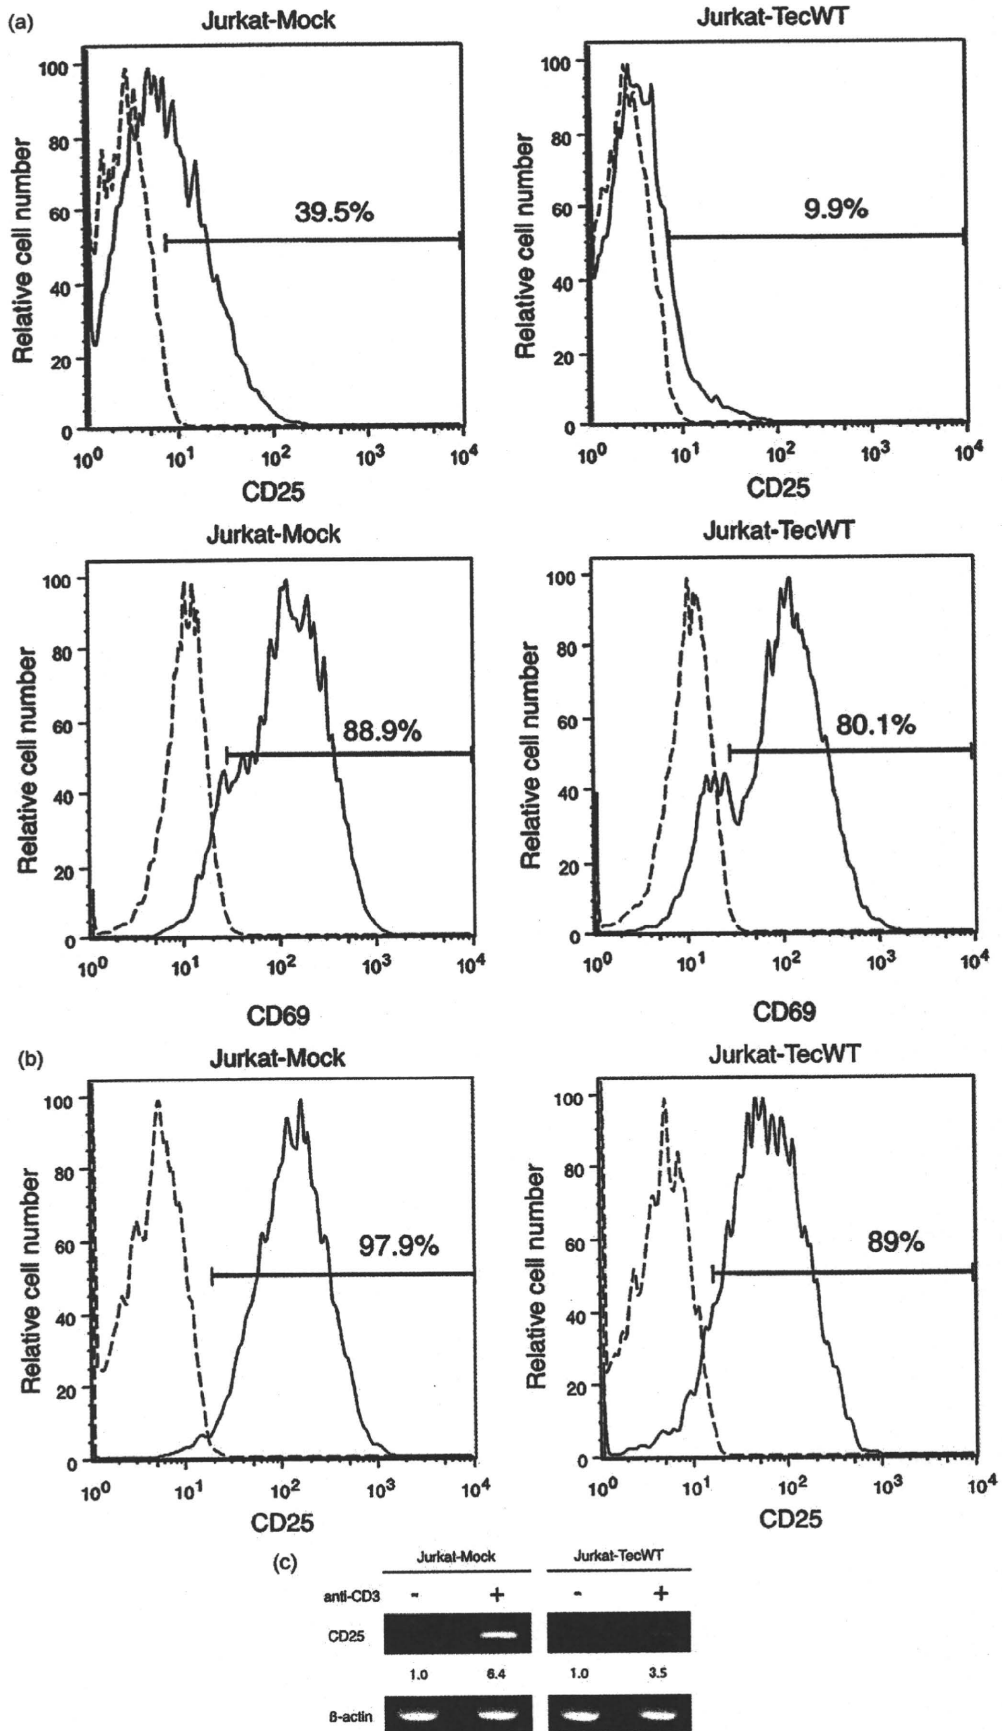 (a)
Jurkat-Mock
Jurkat-TecWT
Relative cell number
100
80
60
40
20
0
39.5%
10⁰ 10¹ 10² 10³ 10⁴
CD25
Relative cell number
100
80
60
40
20
0
9.9%
10⁰ 10¹ 10² 10³ 10⁴
CD25
Jurkat-Mock
Jurkat-TecWT
Relative cell number
100
80
60
40
20
0
88.9%
10⁰ 10¹ 10² 10³ 10⁴
CD69
Relative cell number
100
80
60
40
20
0
80.1%
10⁰ 10¹ 10² 10³ 10⁴
CD69
(b)
Jurkat-Mock
Jurkat-TecWT
Relative cell number
100
80
60
40
20
0
97.9%
10⁰ 10¹ 10² 10³ 10⁴
CD25
Relative cell number
100
80
60
40
20
0
89%
10⁰ 10¹ 10² 10³ 10⁴
CD25
(c)
Jurkat-Mock Jurkat-TecWT
anti-CD3 - + - +
CD25
1.0 6.4 1.0 3.5
ß-actin